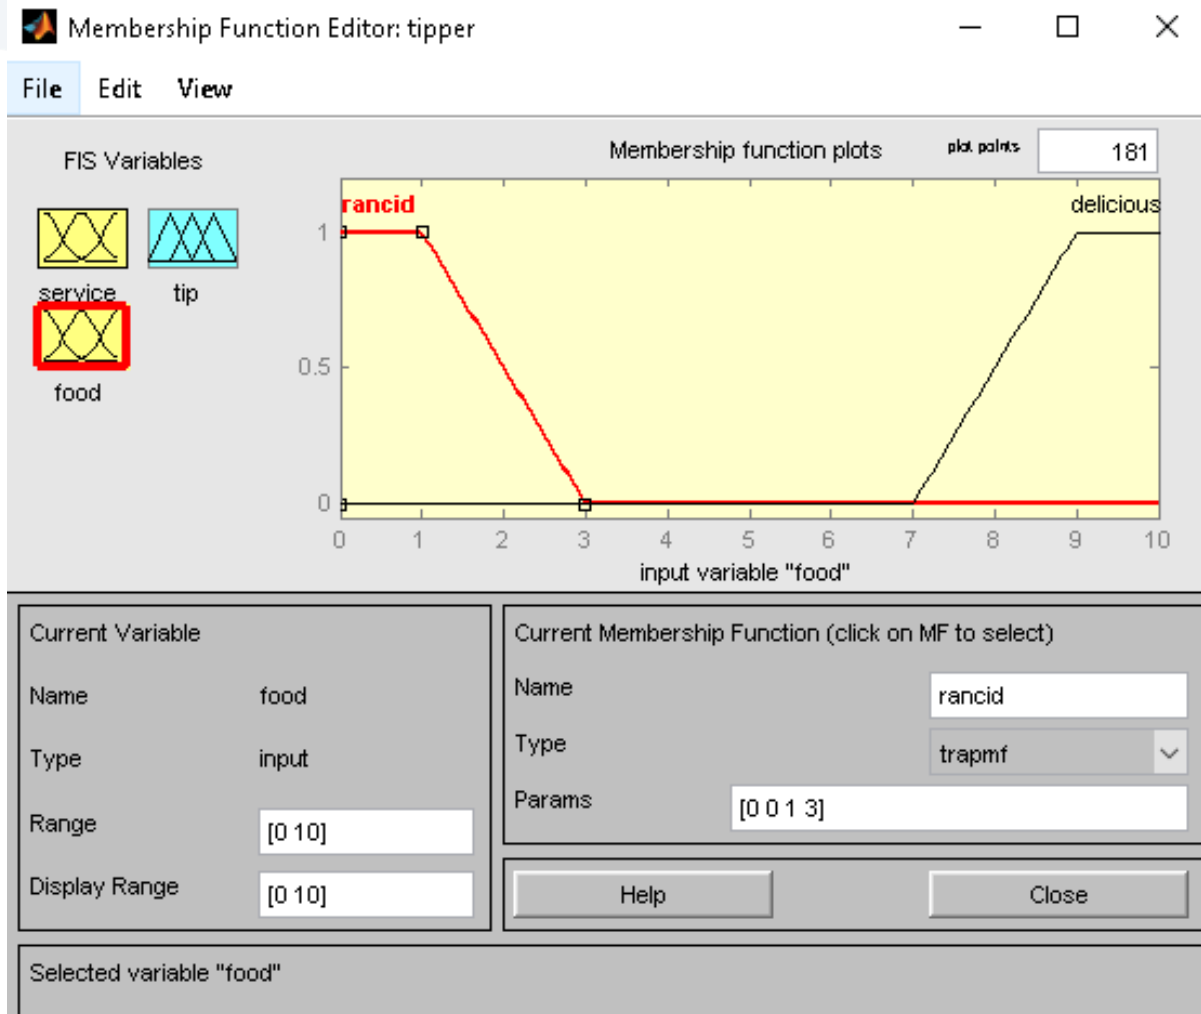 Membership Function Editor: tipper
File Edit View
FIS Variables
Membership function plots plot points 181
service tip
food
rancid delicious
1
0.5
0
0 1 2 3 4 5 6 7 8 9 10
input variable "food"
Current Variable
Name food
Type input
Range [0 10]
Display Range [0 10]
Current Membership Function (click on MF to select)
Name rancid
Type trapmf
Params [0 0 1 3]
Help Close
Selected variable "food"